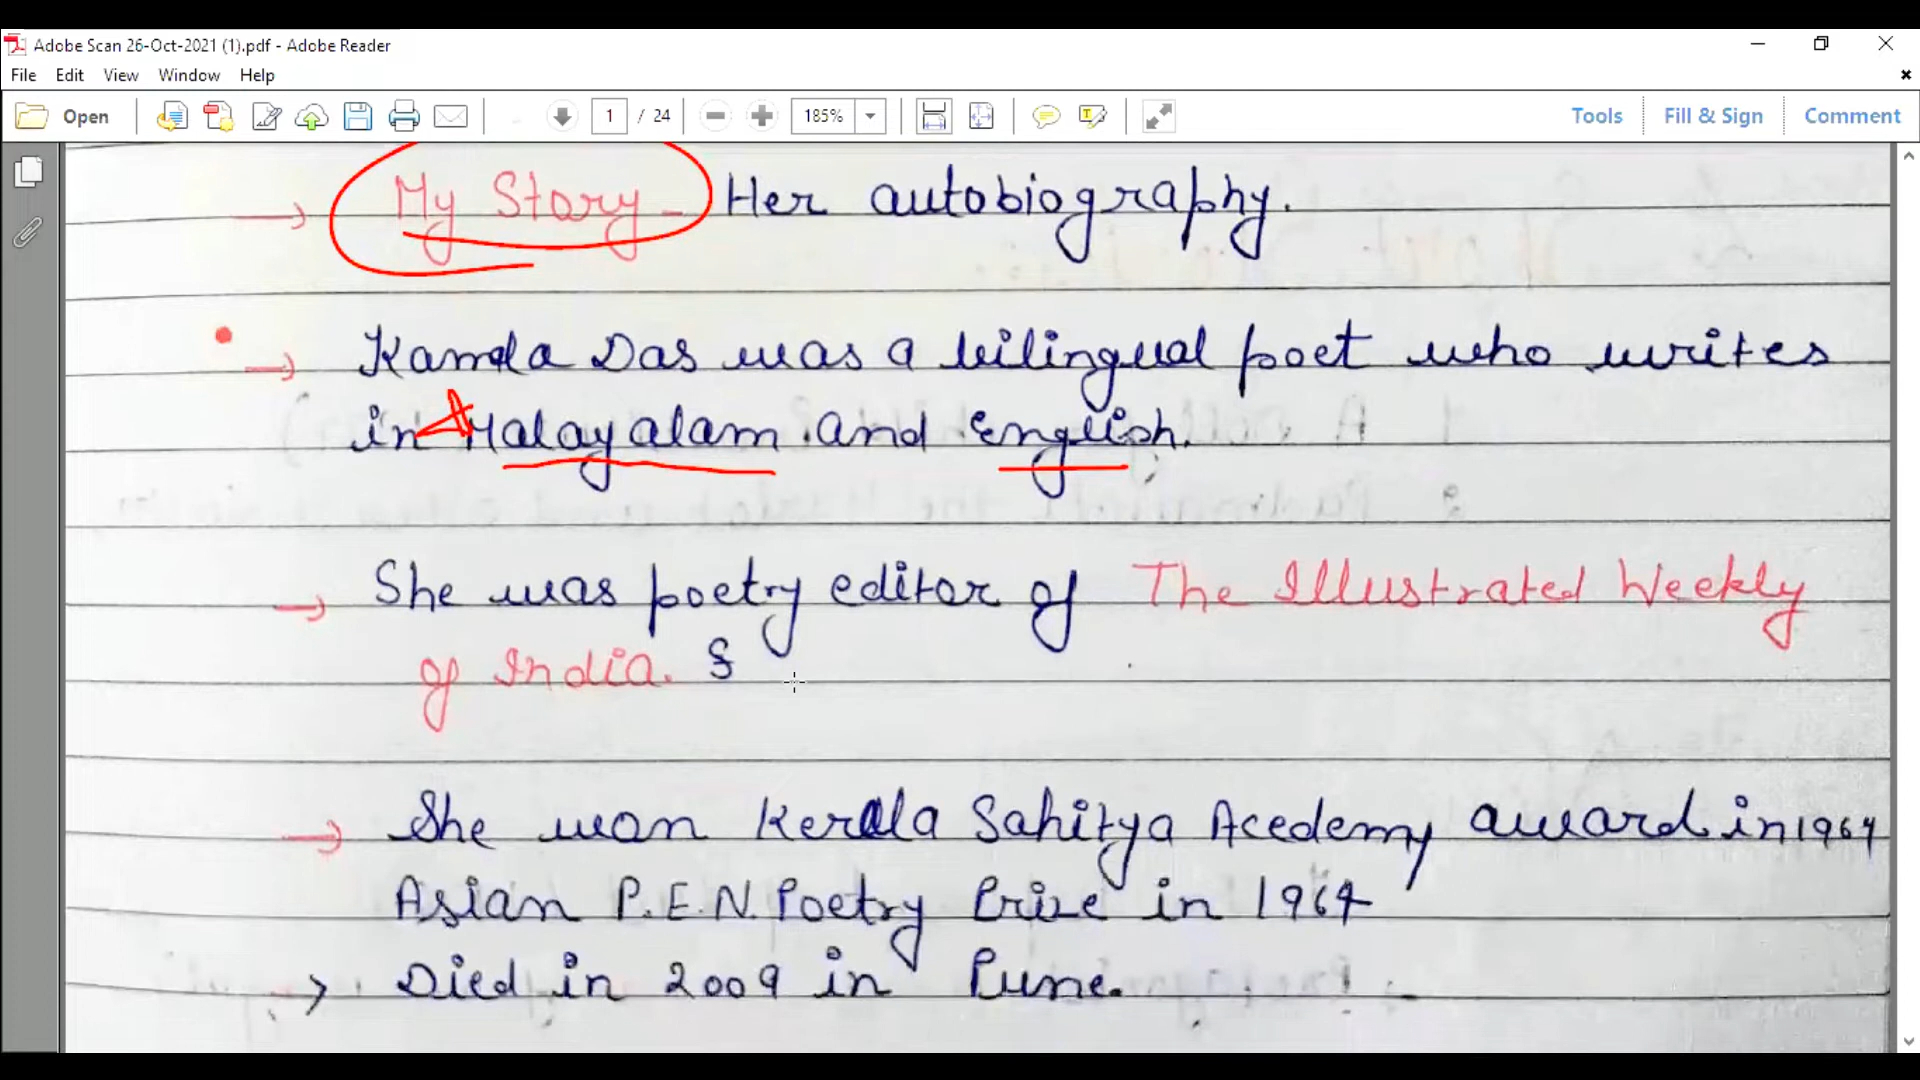 Adobe Scan 26-Oct-2021 (1).pdf - Adobe Reader
File Edit View Window Help
Open 1 / 24 185% Tools Fill & Sign Comment
→ My Story - Her autobiography.
→ Kamala Das was a bilingual poet who writes
in Malayalam and English.
→ She was poetry editor of The Illustrated Weekly
of India. §
→ She won Kerala Sahitya Acedemy award in 1964
Asian P.E.N. Poetry Prize in 1964
> Died in 2009 in Pune.